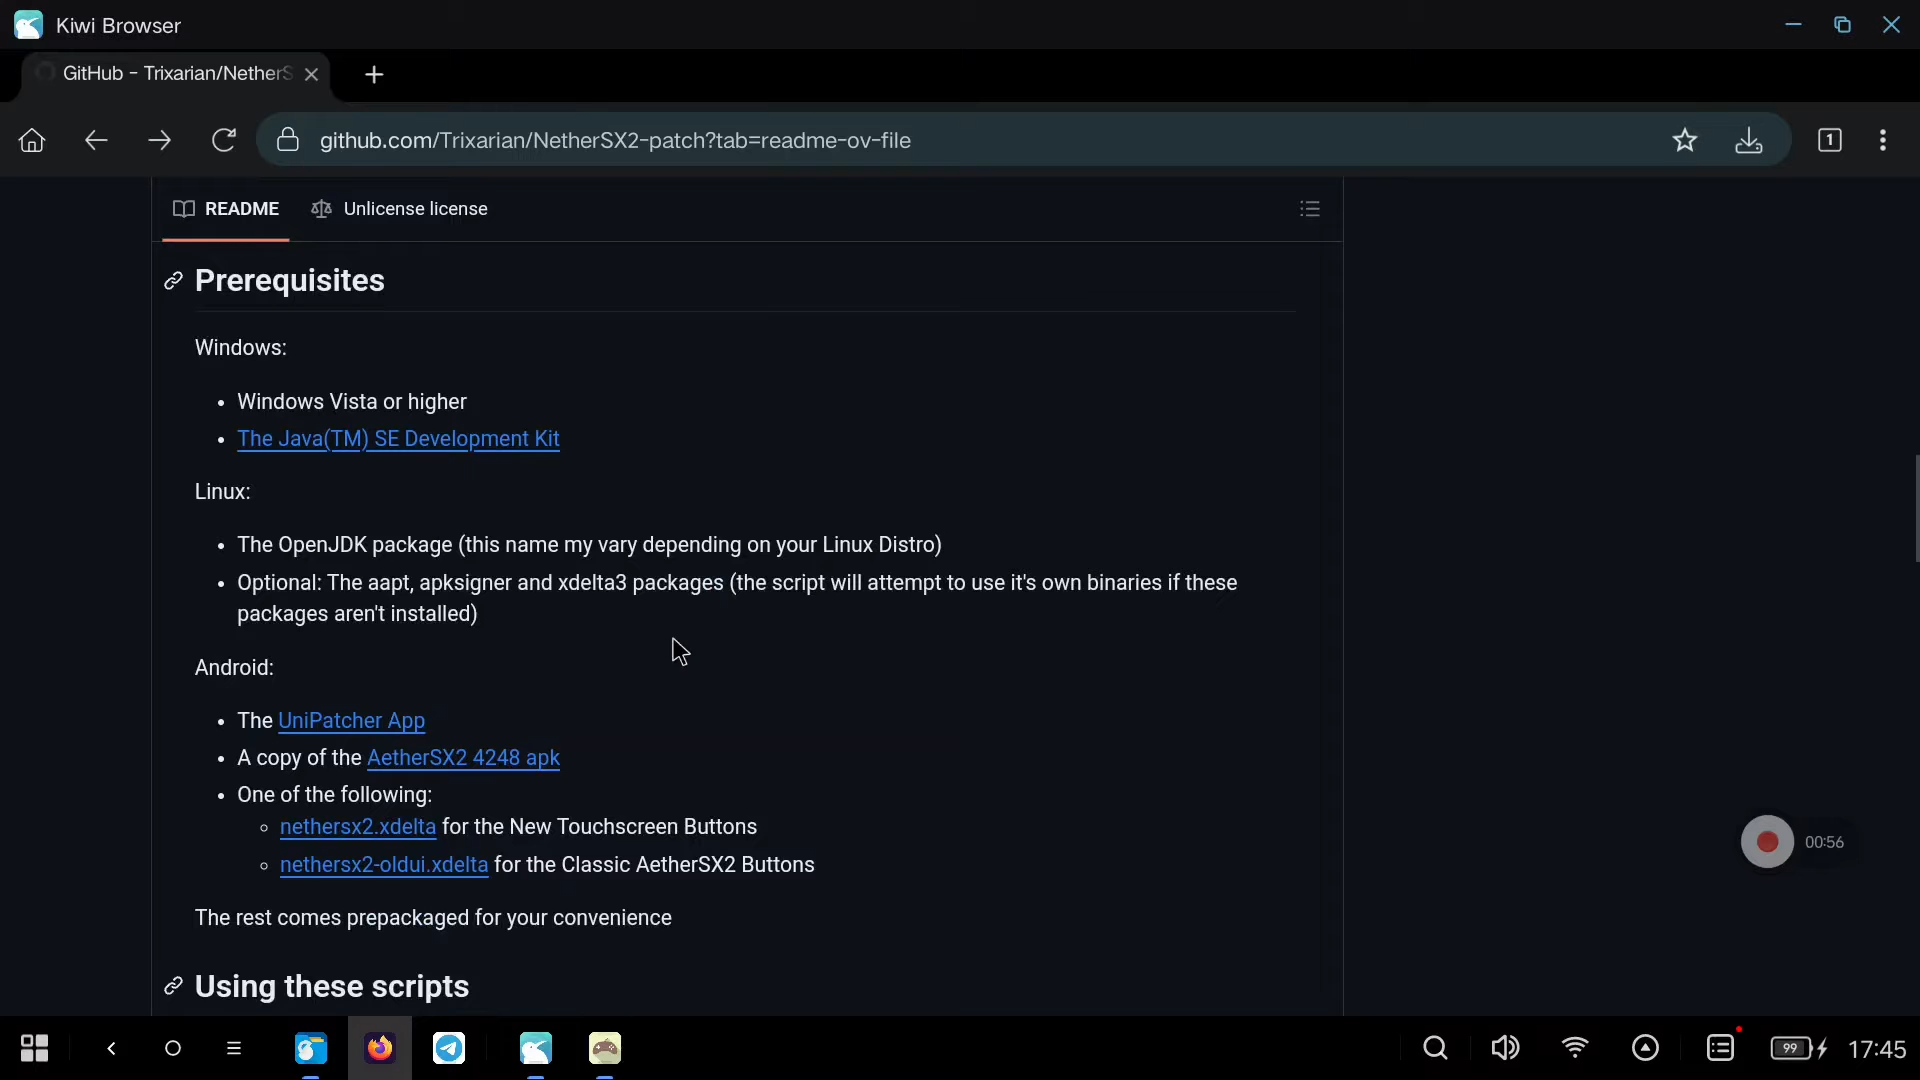 Kiwi Browser
GitHub - Trixarian/NetherS
github.com/Trixarian/NetherSX2-patch?tab=readme-ov-file
1
README
Unlicense license
Prerequisites
Windows:
• Windows Vista or higher
• The Java(TM) SE Development Kit
Linux:
• The OpenJDK package (this name my vary depending on your Linux Distro)
• Optional: The aapt, apksigner and xdelta3 packages (the script will attempt to use it's own binaries if these
packages aren't installed)
Android:
• The UniPatcher App
• A copy of the AetherSX2 4248 apk
• One of the following:
◦ nethersx2.xdelta for the New Touchscreen Buttons
◦ nethersx2-oldui.xdelta for the Classic AetherSX2 Buttons
00:56
The rest comes prepackaged for your convenience
Using these scripts
99
17:45